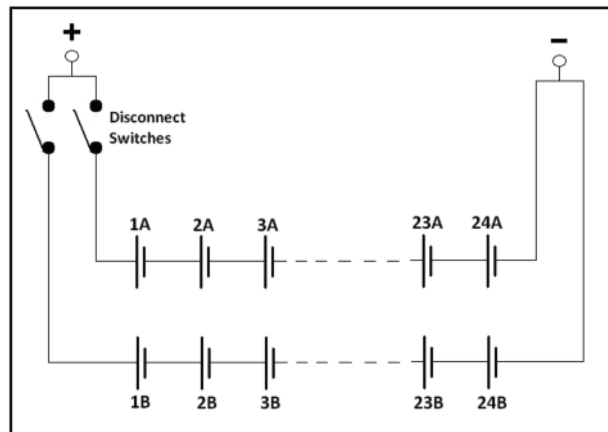 +
−
Disconnect
Switches
1A 2A 3A 23A 24A
1B 2B 3B 23B 24B